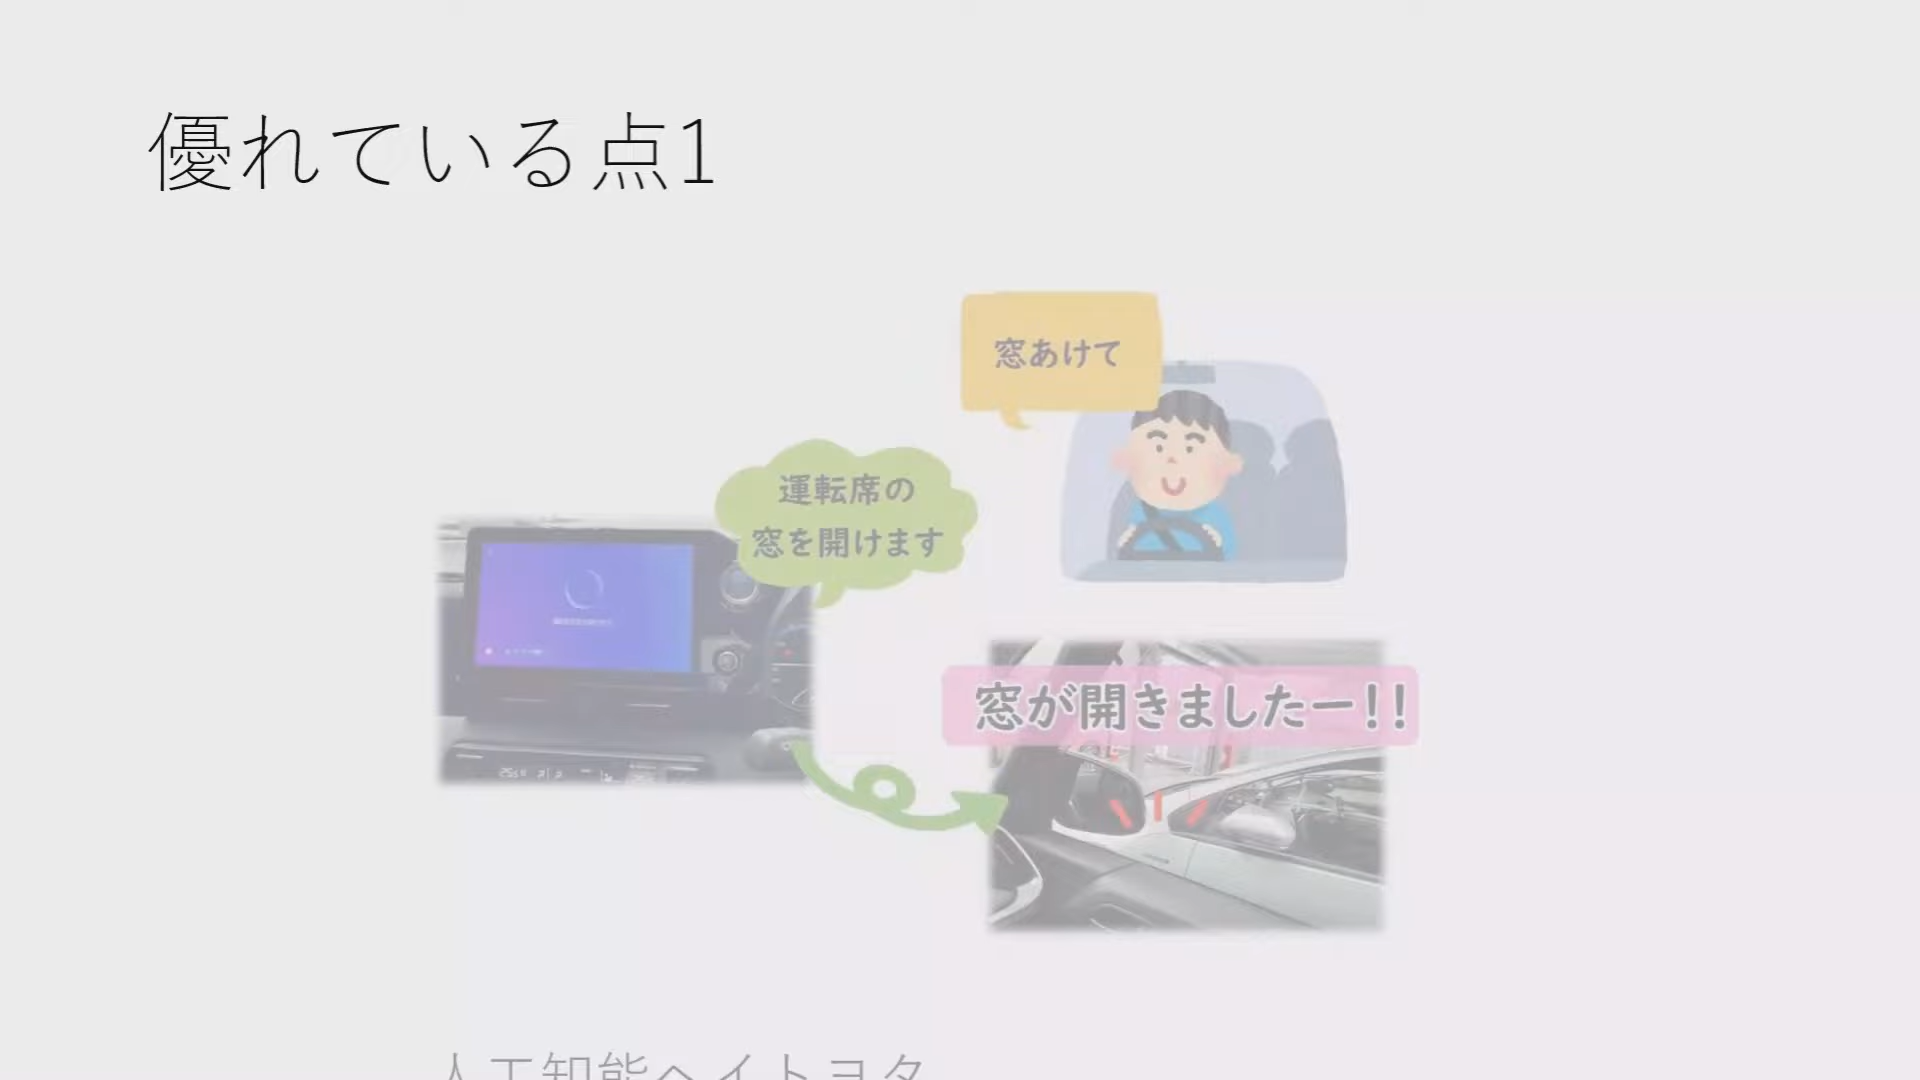 優れている点1
窓あけて
運転席の
窓を開けます
窓が開きましたー!!
人工知能ヘイトヨタ